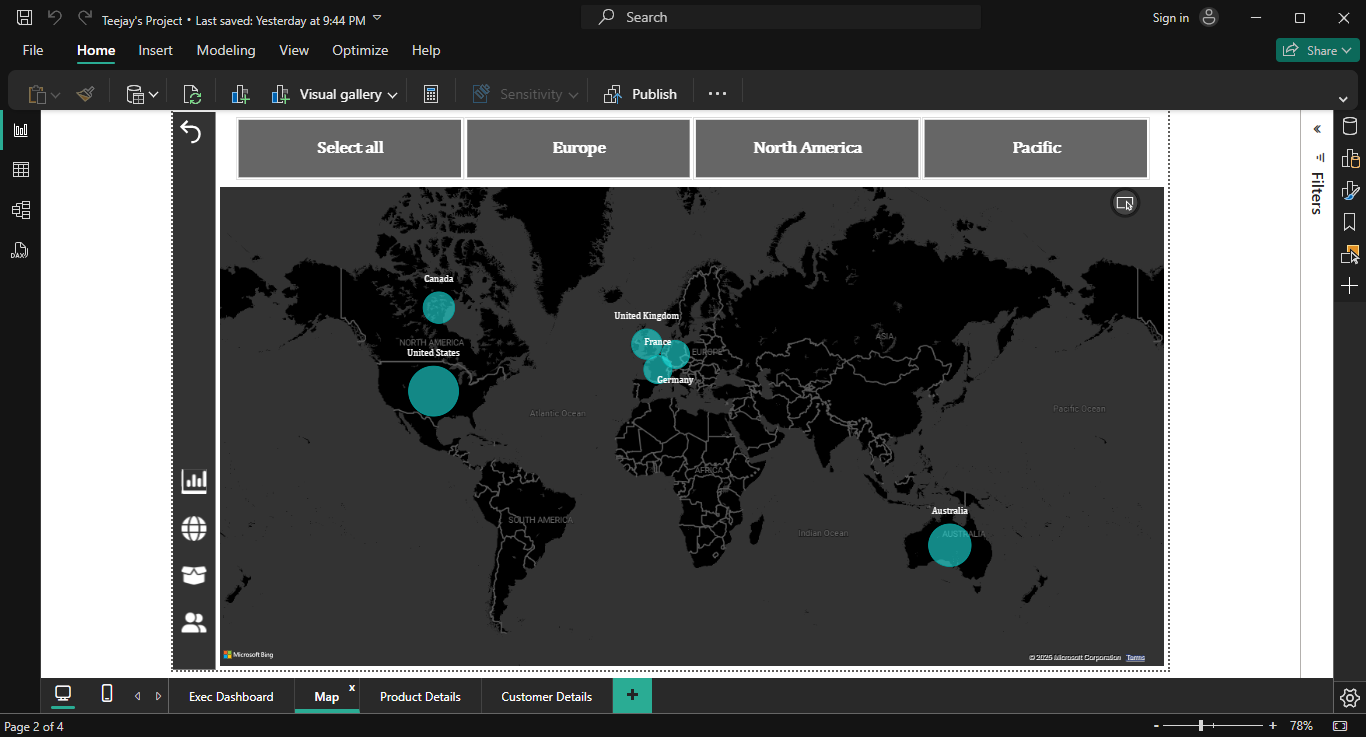 Teejay's Project • Last saved: Yesterday at 9:44 PM
Search
Sign in
File Home Insert Modeling View Optimize Help
Share
Visual gallery
Sensitivity
Publish
Select all
Europe
North America
Pacific
Filters
DAX
Canada
NORTH AMERICA
United States
United Kingdom
France
EUROPE
Germany
ASIA
Atlantic Ocean
Pacific Ocean
AFRICA
SOUTH AMERICA
Indian Ocean
Australia
AUSTRALIA
Microsoft Bing
© 2025 Microsoft Corporation Terms
Exec Dashboard
Map x
Product Details
Customer Details
+
Page 2 of 4
- + 78%